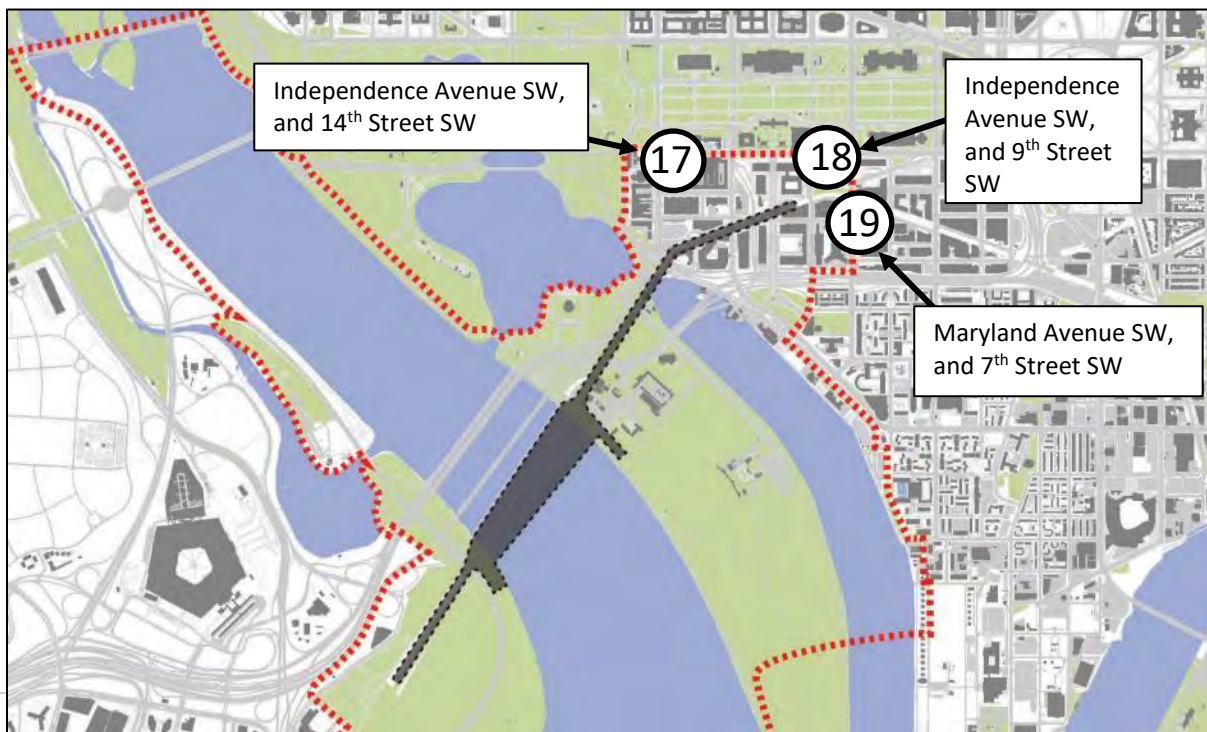 Independence Avenue SW,
and 14th Street SW
Independence
Avenue SW,
and 9th Street
SW
17
18
19
Maryland Avenue SW,
and 7th Street SW